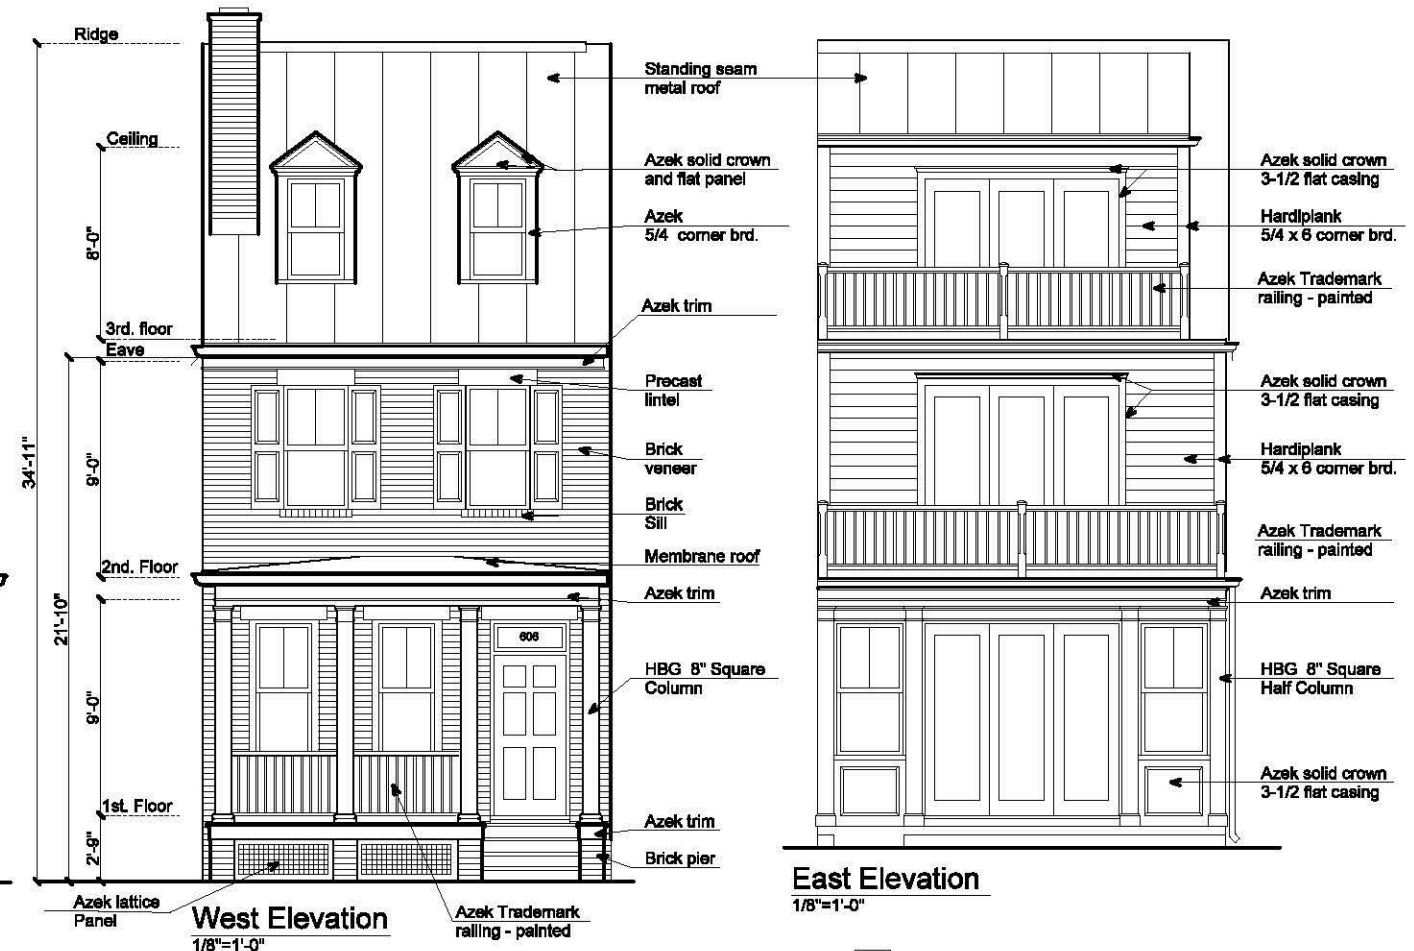 Ridge
Ceiling
8'-0"
3rd. floor
Eave
34'-11"
9'-0"
2nd. Floor
21'-10"
9'-0"
1st. Floor
2'-9"
Azek lattice
Panel
West Elevation
1/8"=1'-0"
Azek Trademark
railing - painted
606
Standing seam
metal roof
Azek solid crown
and flat panel
Azek
5/4 corner brd.
Azek trim
Precast
lintel
Brick
veneer
Brick
Sill
Membrane roof
Azek trim
HBG 8" Square
Column
Azek trim
Brick pier
East Elevation
1/8"=1'-0"
Azek solid crown
3-1/2 flat casing
Hardiplank
5/4 x 6 corner brd.
Azek Trademark
railing - painted
Azek solid crown
3-1/2 flat casing
Hardiplank
5/4 x 6 corner brd.
Azek Trademark
railing - painted
Azek trim
HBG 8" Square
Half Column
Azek solid crown
3-1/2 flat casing